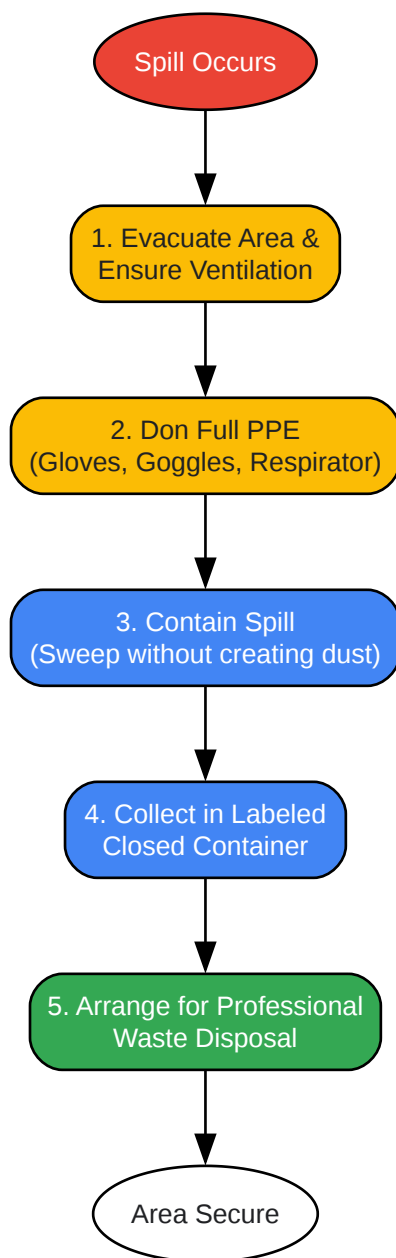 Spill Occurs
1. Evacuate Area &
Ensure Ventilation
2. Don Full PPE
(Gloves, Goggles, Respirator)
3. Contain Spill
(Sweep without creating dust)
4. Collect in Labeled
Closed Container
5. Arrange for Professional
Waste Disposal
Area Secure